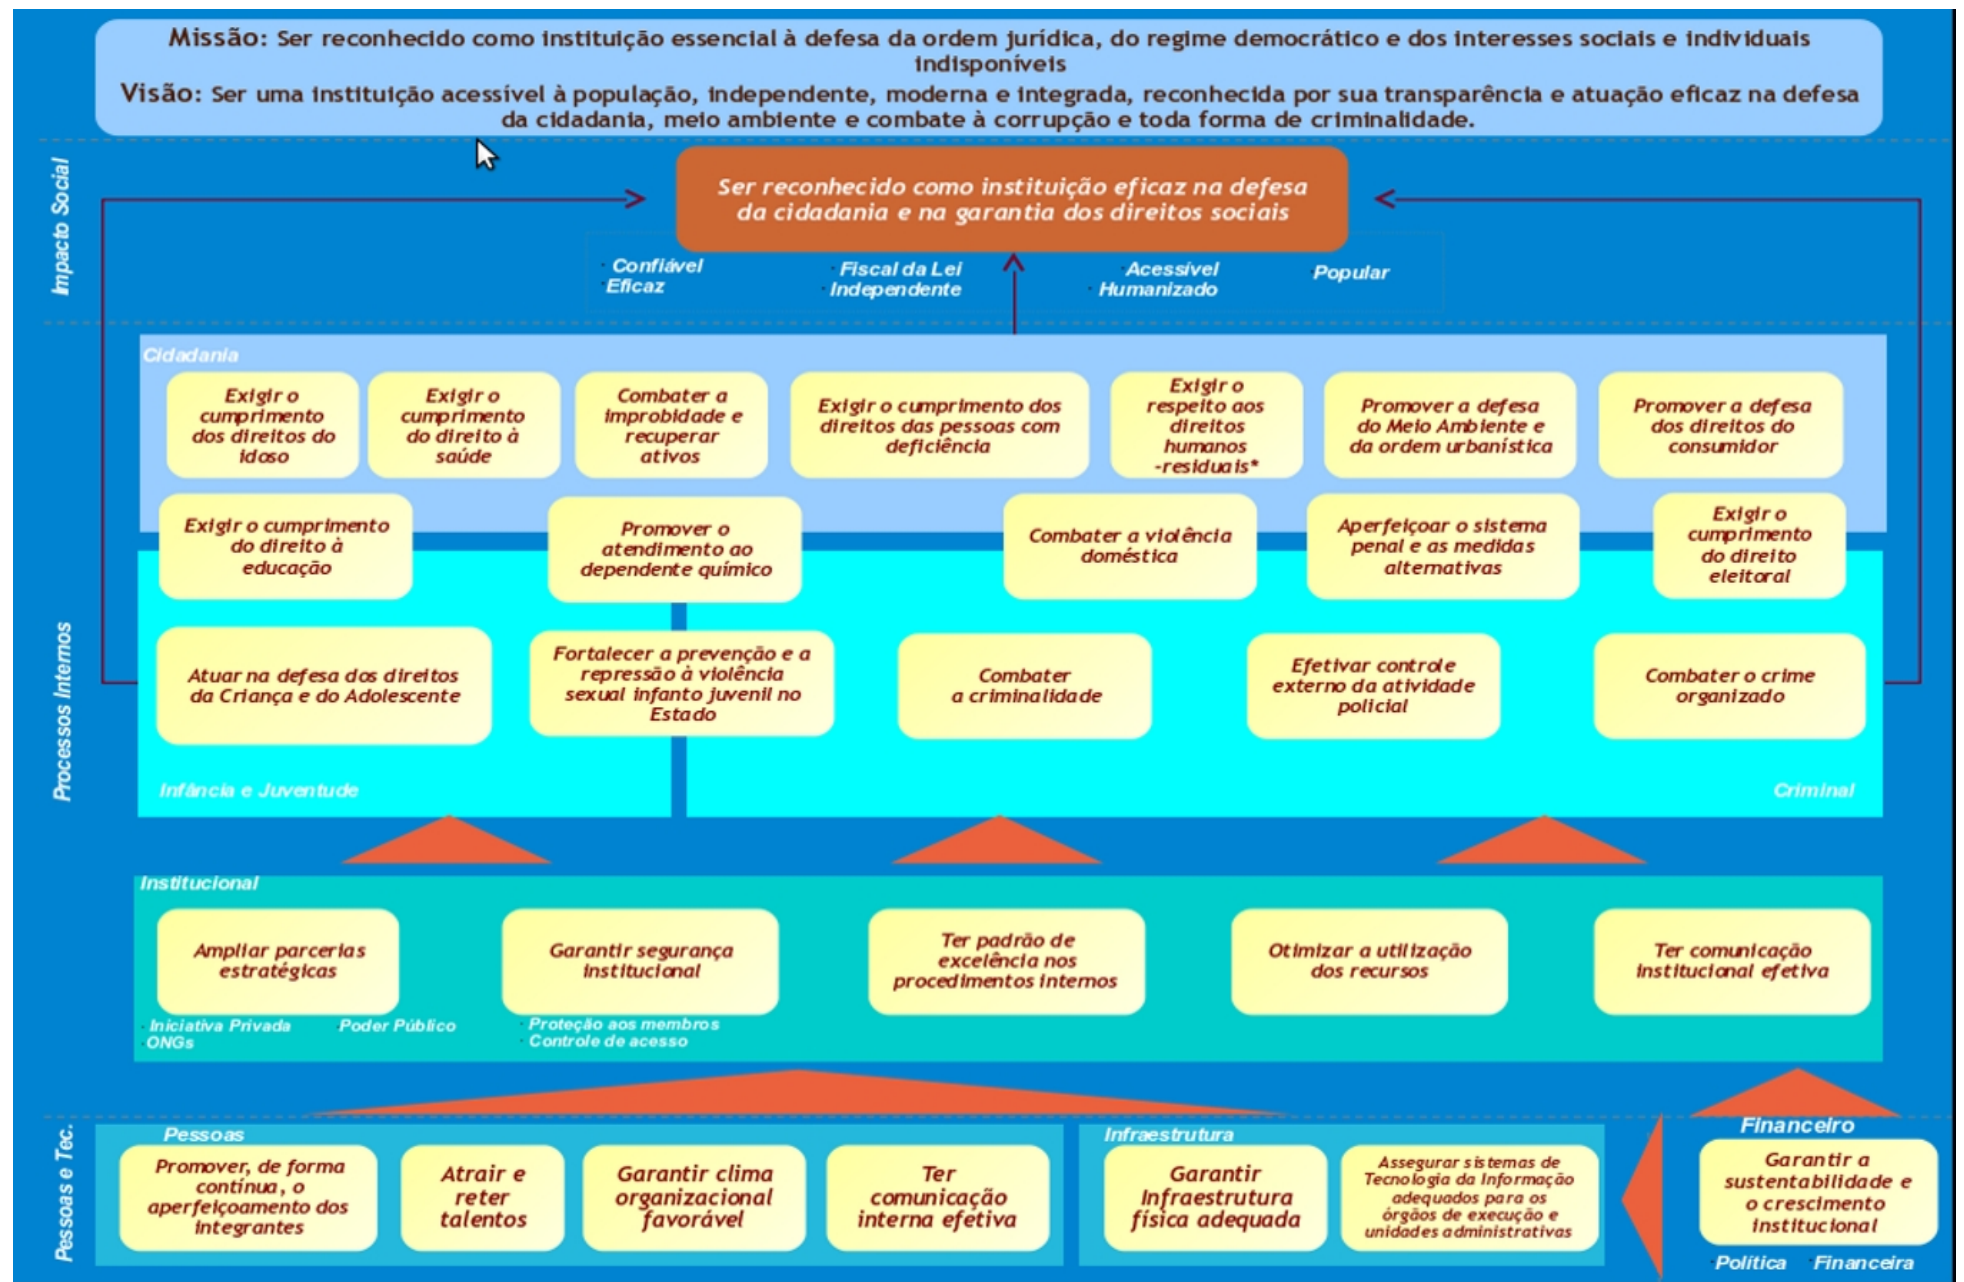 Missão: Ser reconhecido como instituição essencial à defesa da ordem jurídica, do regime democrático e dos interesses sociais e individuais
indisponíveis
Visão: Ser uma instituição acessível à população, independente, moderna e integrada, reconhecida por sua transparência e atuação eficaz na defesa
da cidadania, meio ambiente e combate à corrupção e toda forma de criminalidade.
Impacto Social
Ser reconhecido como instituição eficaz na defesa
da cidadania e na garantia dos direitos sociais
· Confiável
· Eficaz
· Fiscal da Lei
· Independente
· Acessível
· Humanizado
· Popular
Processos Internos
Cidadania
Exigir o
cumprimento
dos direitos do
idoso
Exigir o
cumprimento
do direito à
saúde
Combater a
improbidade e
recuperar
ativos
Exigir o cumprimento dos
direitos das pessoas com
deficiência
Exigir o
respeito aos
direitos
humanos
-residuais*
Promover a defesa
do Meio Ambiente e
da ordem urbanística
Promover a defesa
dos direitos do
consumidor
Exigir o cumprimento
do direito à
educação
Promover o
atendimento ao
dependente químico
Combater a violência
doméstica
Aperfeiçoar o sistema
penal e as medidas
alternativas
Exigir o
cumprimento
do direito
eleitoral
Atuar na defesa dos direitos
da Criança e do Adolescente
Fortalecer a prevenção e a
repressão à violência
sexual infanto juvenil no
Estado
Combater
a criminalidade
Efetivar controle
externo da atividade
policial
Combater o crime
organizado
Infância e Juventude
Criminal
Institucional
Ampliar parcerias
estratégicas
Garantir segurança
institucional
Ter padrão de
excelência nos
procedimentos internos
Otimizar a utilização
dos recursos
Ter comunicação
institucional efetiva
· Iniciativa Privada
· Poder Público
· ONGs
· Proteção aos membros
· Controle de acesso
Pessoas e Tec.
Pessoas
Promover, de forma
contínua, o
aperfeiçoamento dos
integrantes
Atrair e
reter
talentos
Garantir clima
organizacional
favorável
Ter
comunicação
interna efetiva
Infraestrutura
Garantir
Infraestrutura
física adequada
Assegurar sistemas de
Tecnologia da Informação
adequados para os
órgãos de execução e
unidades administrativas
Financeiro
Garantir a
sustentabilidade e
o crescimento
institucional
· Política
· Financeira